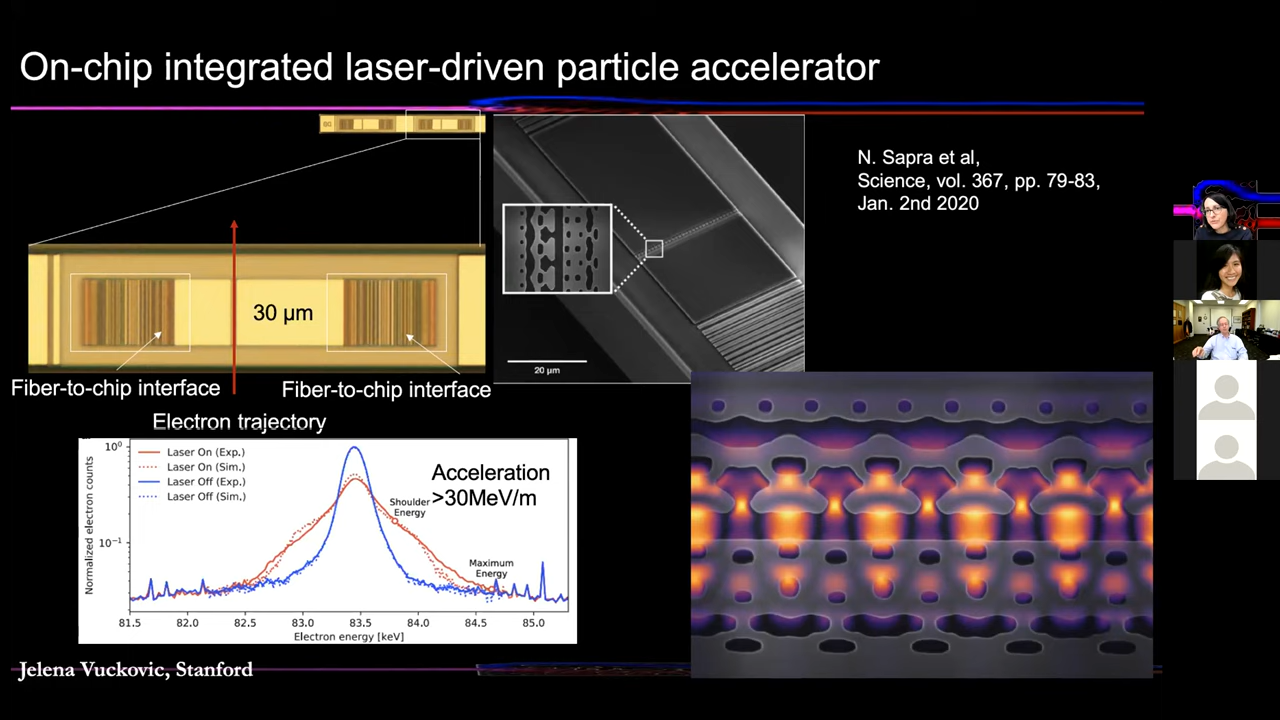 On-chip integrated laser-driven particle accelerator
N. Sapra et al,
Science, vol. 367, pp. 79-83,
Jan. 2nd 2020
30 µm
20 µm
Fiber-to-chip interface
Fiber-to-chip interface
Electron trajectory
Normalized electron counts
10⁰
10⁻¹
Laser On (Exp.)
Laser On (Sim.)
Laser Off (Exp.)
Laser Off (Sim.)
Acceleration
>30MeV/m
Shoulder
Energy
Maximum
Energy
81.5 82.0 82.5 83.0 83.5 84.0 84.5 85.0
Electron energy [keV]
Jelena Vuckovic, Stanford